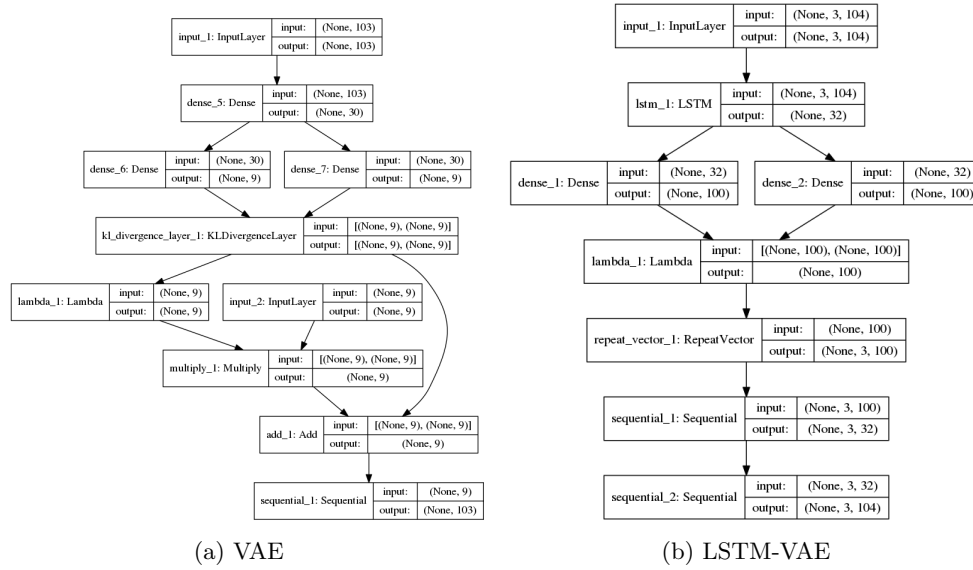 input_1: InputLayer
input: (None, 103)
output: (None, 103)
dense_5: Dense
input: (None, 103)
output: (None, 30)
dense_6: Dense
input: (None, 30)
output: (None, 9)
dense_7: Dense
input: (None, 30)
output: (None, 9)
kl_divergence_layer_1: KLDivergenceLayer
input: [(None, 9), (None, 9)]
output: [(None, 9), (None, 9)]
lambda_1: Lambda
input: (None, 9)
output: (None, 9)
input_2: InputLayer
input: (None, 9)
output: (None, 9)
multiply_1: Multiply
input: [(None, 9), (None, 9)]
output: (None, 9)
add_1: Add
input: [(None, 9), (None, 9)]
output: (None, 9)
sequential_1: Sequential
input: (None, 9)
output: (None, 103)
(a) VAE
input_1: InputLayer
input: (None, 3, 104)
output: (None, 3, 104)
lstm_1: LSTM
input: (None, 3, 104)
output: (None, 32)
dense_1: Dense
input: (None, 32)
output: (None, 100)
dense_2: Dense
input: (None, 32)
output: (None, 100)
lambda_1: Lambda
input: [(None, 100), (None, 100)]
output: (None, 100)
repeat_vector_1: RepeatVector
input: (None, 100)
output: (None, 3, 100)
sequential_1: Sequential
input: (None, 3, 100)
output: (None, 3, 32)
sequential_2: Sequential
input: (None, 3, 32)
output: (None, 3, 104)
(b) LSTM-VAE